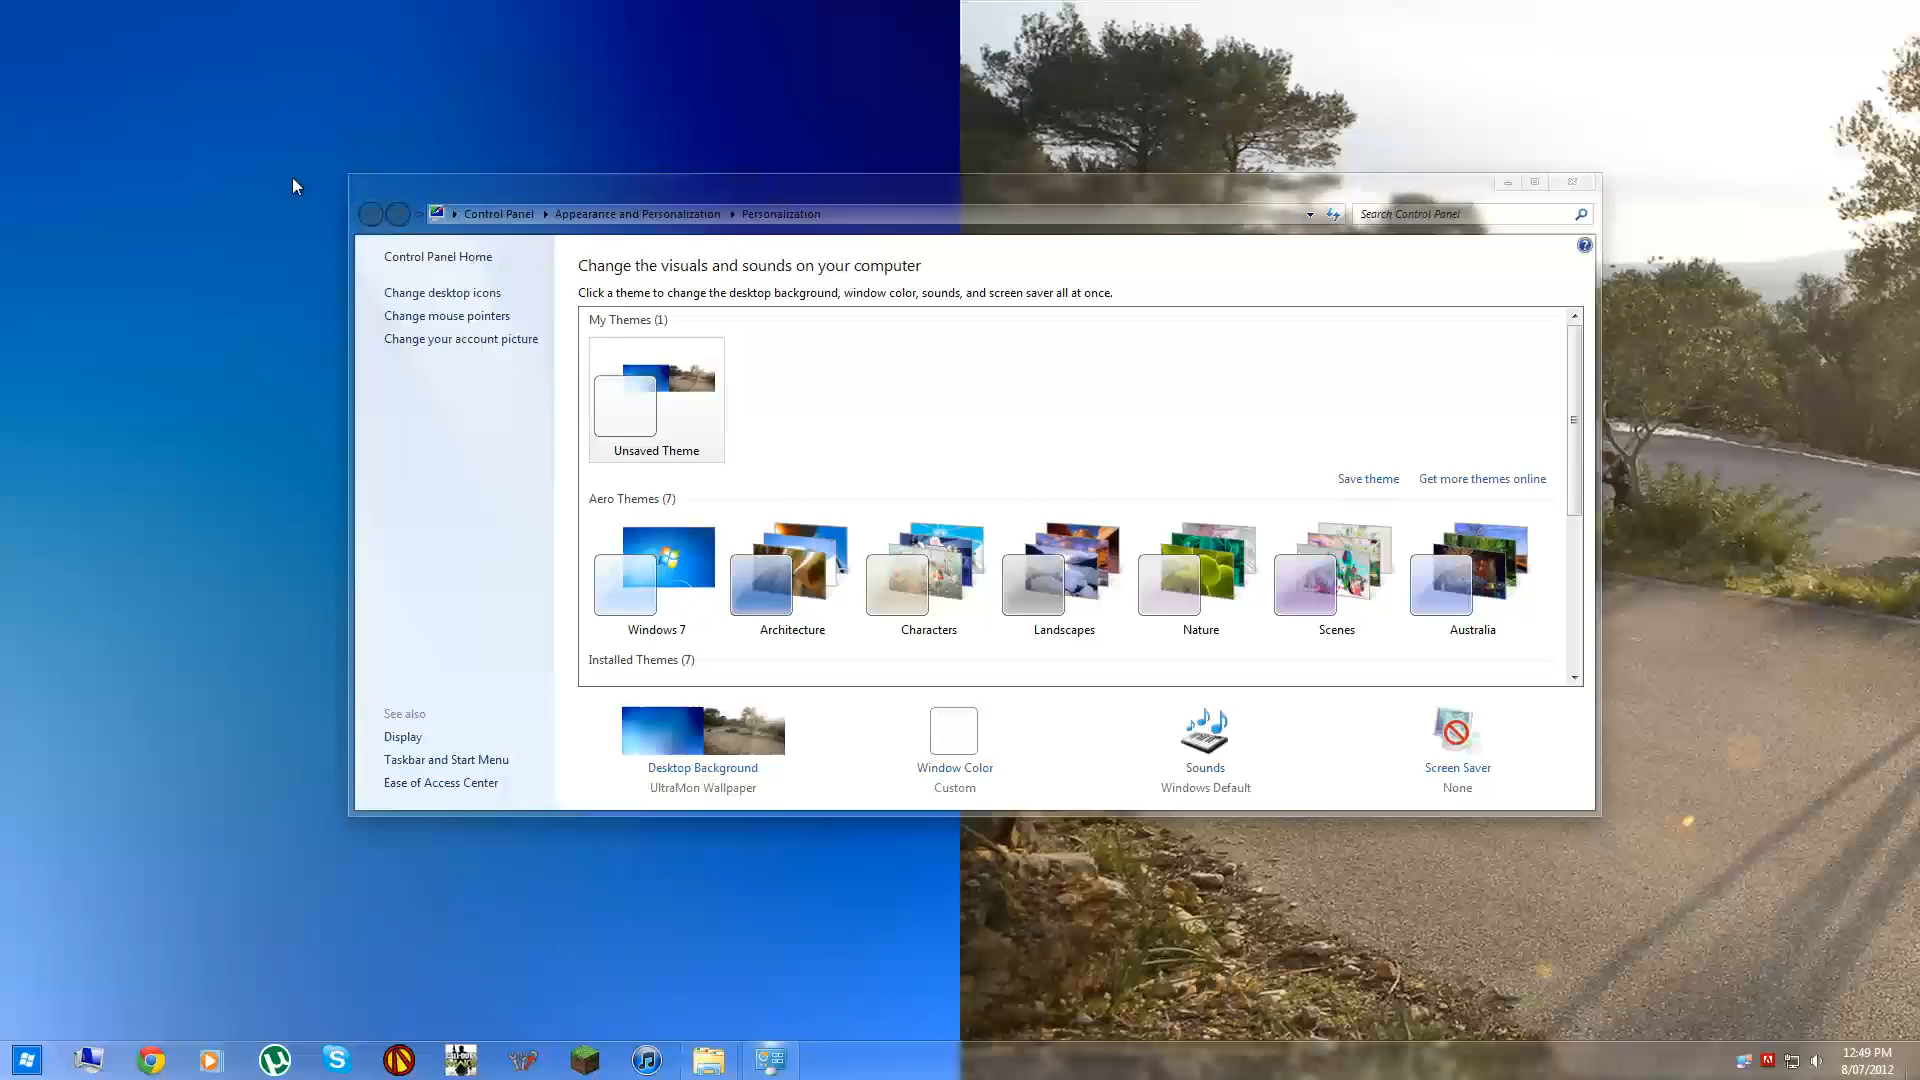 Control Panel
Appearance and Personalization
Personalization
Search Control Panel
Control Panel Home
Change desktop icons
Change mouse pointers
Change your account picture
Change the visuals and sounds on your computer
Click a theme to change the desktop background, window color, sounds, and screen saver all at once.
My Themes (1)
Unsaved Theme
Save theme
Get more themes online
Aero Themes (7)
Windows 7
Architecture
Characters
Landscapes
Nature
Scenes
Australia
Installed Themes (7)
See also
Display
Taskbar and Start Menu
Ease of Access Center
Desktop Background
UltraMon Wallpaper
Window Color
Custom
Sounds
Windows Default
Screen Saver
None
12:49 PM
8/07/2012